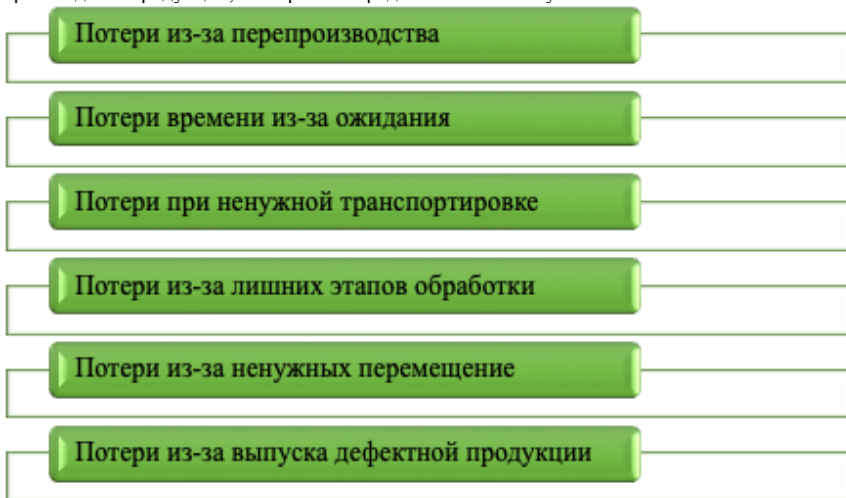 Потери из-за перепроизводства
Потери времени из-за ожидания
Потери при ненужной транспортировке
Потери из-за лишних этапов обработки
Потери из-за ненужных перемещение
Потери из-за выпуска дефектной продукции